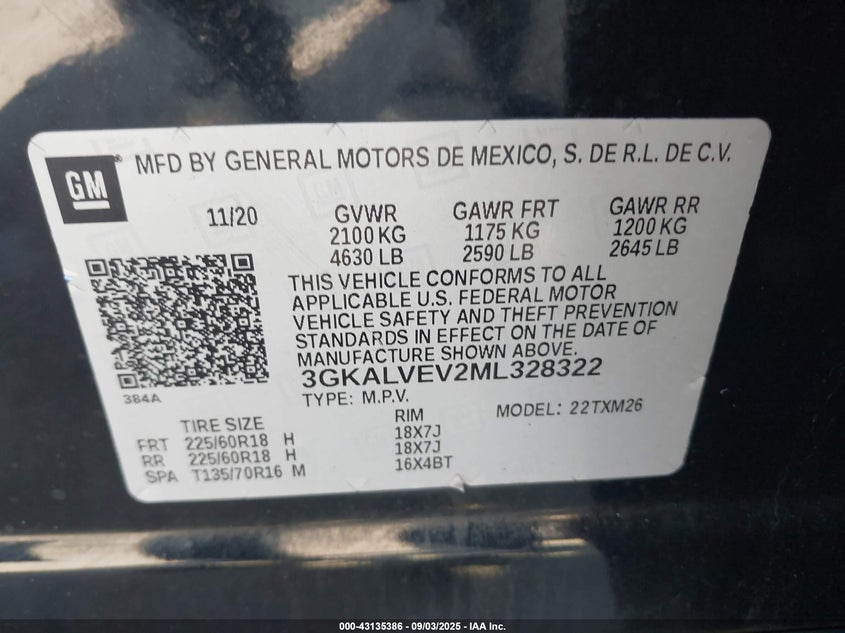 GM
MFD BY GENERAL MOTORS DE MEXICO, S. DE R.L. DE C.V.
11/20 GVWR GAWR FRT GAWR RR
2100 KG 1175 KG 1200 KG
4630 LB 2590 LB 2645 LB
THIS VEHICLE CONFORMS TO ALL
APPLICABLE U.S. FEDERAL MOTOR
VEHICLE SAFETY AND THEFT PREVENTION
STANDARDS IN EFFECT ON THE DATE OF
MANUFACTURE SHOWN ABOVE.
3GKALVEV2ML328322
384A
TYPE: M.P.V. MODEL: 22TXM26
TIRE SIZE RIM
FRT 225/60R18 H 18X7J
RR 225/60R18 H 18X7J
SPA T135/70R16 M 16X4BT
000-43135386 - 09/03/2025 - IAA Inc.